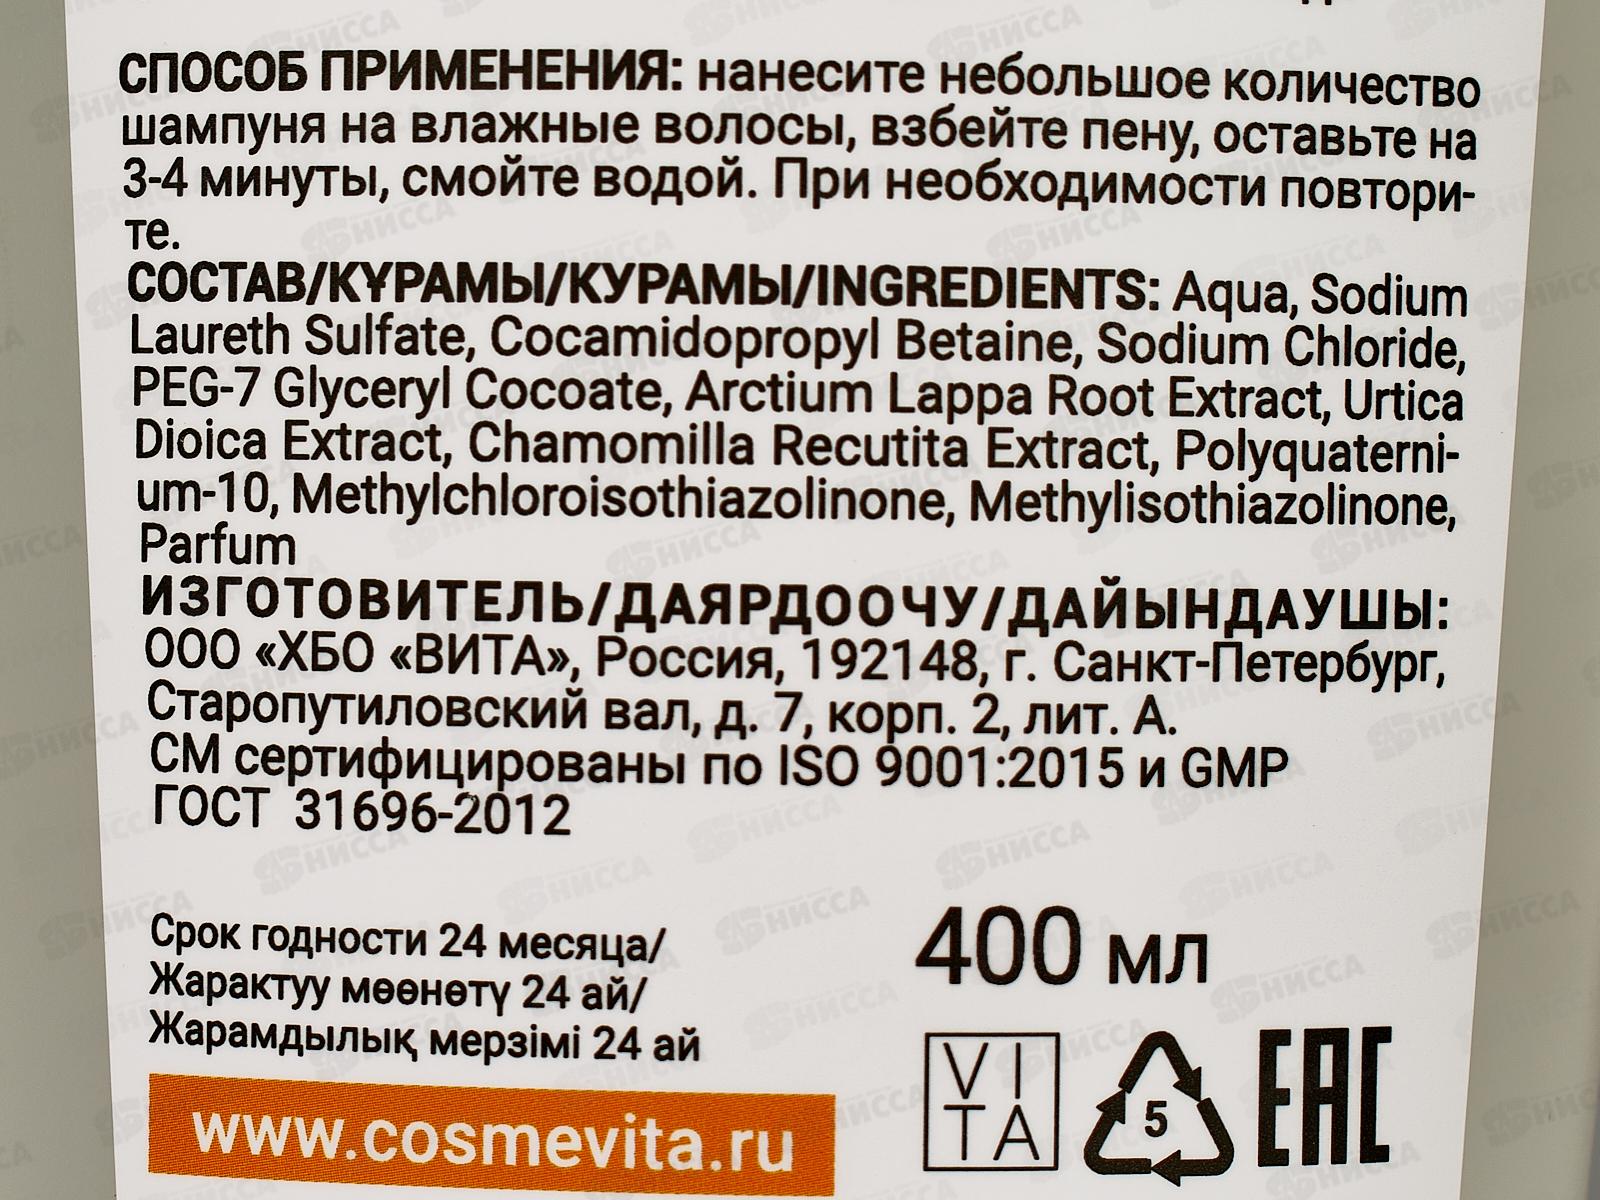 СПОСОБ ПРИМЕНЕНИЯ: нанесите небольшое количество
шампуня на влажные волосы, взбейте пену, оставьте на
3-4 минуты, смойте водой. При необходимости повтори-
те.
СОСТАВ/ҚҰРАМЫ/КУРАМЫ/INGREDIENTS: Aqua, Sodium
Laureth Sulfate, Cocamidopropyl Betaine, Sodium Chloride,
PEG-7 Glyceryl Cocoate, Arctium Lappa Root Extract, Urtica
Dioica Extract, Chamomilla Recutita Extract, Polyquaterni-
um-10, Methylchloroisothiazolinone, Methylisothiazolinone,
Parfum
ИЗГОТОВИТЕЛЬ/ДАЯРДООЧУ/ДАЙЫНДАУШЫ:
ООО «ХБО «ВИТА», Россия, 192148, г. Санкт-Петербург,
Старопутиловский вал, д. 7, корп. 2, лит. А.
СМ сертифицированы по ISO 9001:2015 и GMP
ГОСТ 31696-2012
Срок годности 24 месяца/
Жарактуу мөөнөтү 24 ай/
Жарамдылық мерзімі 24 ай
400 мл
www.cosmevita.ru
VI
TA
5
EAC
НИССА